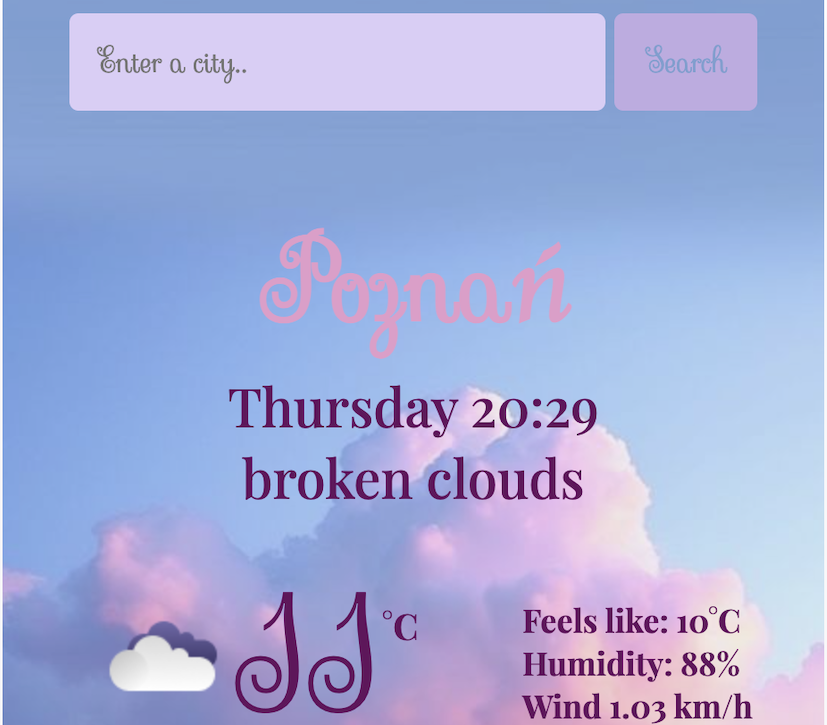 Enter a city..
Search
Poznań
Thursday 20:29
broken clouds
11 °C
Feels like: 10°C
Humidity: 88%
Wind 1.03 km/h